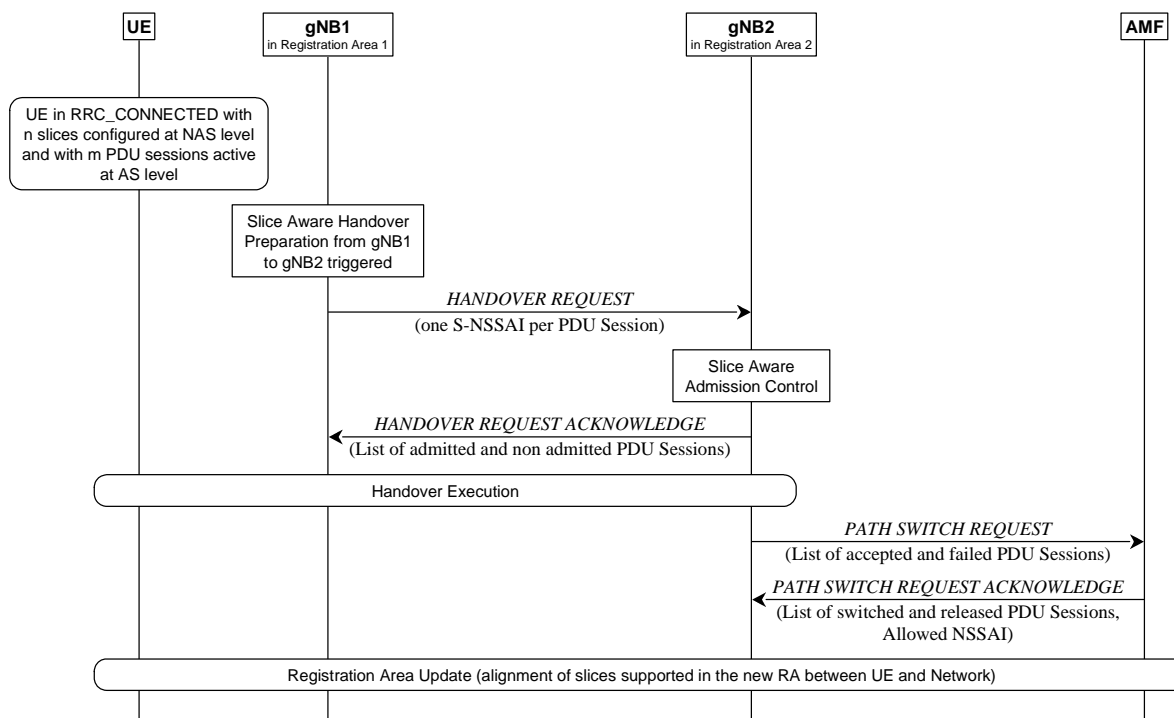 UE
gNB1
in Registration Area 1
gNB2
in Registration Area 2
AMF
UE in RRC_CONNECTED with
n slices configured at NAS level
and with m PDU sessions active
at AS level
Slice Aware Handover
Preparation from gNB1
to gNB2 triggered
HANDOVER REQUEST
(one S-NSSAI per PDU Session)
Slice Aware
Admission Control
HANDOVER REQUEST ACKNOWLEDGE
(List of admitted and non admitted PDU Sessions)
Handover Execution
PATH SWITCH REQUEST
(List of accepted and failed PDU Sessions)
PATH SWITCH REQUEST ACKNOWLEDGE
(List of switched and released PDU Sessions,
Allowed NSSAI)
Registration Area Update (alignment of slices supported in the new RA between UE and Network)